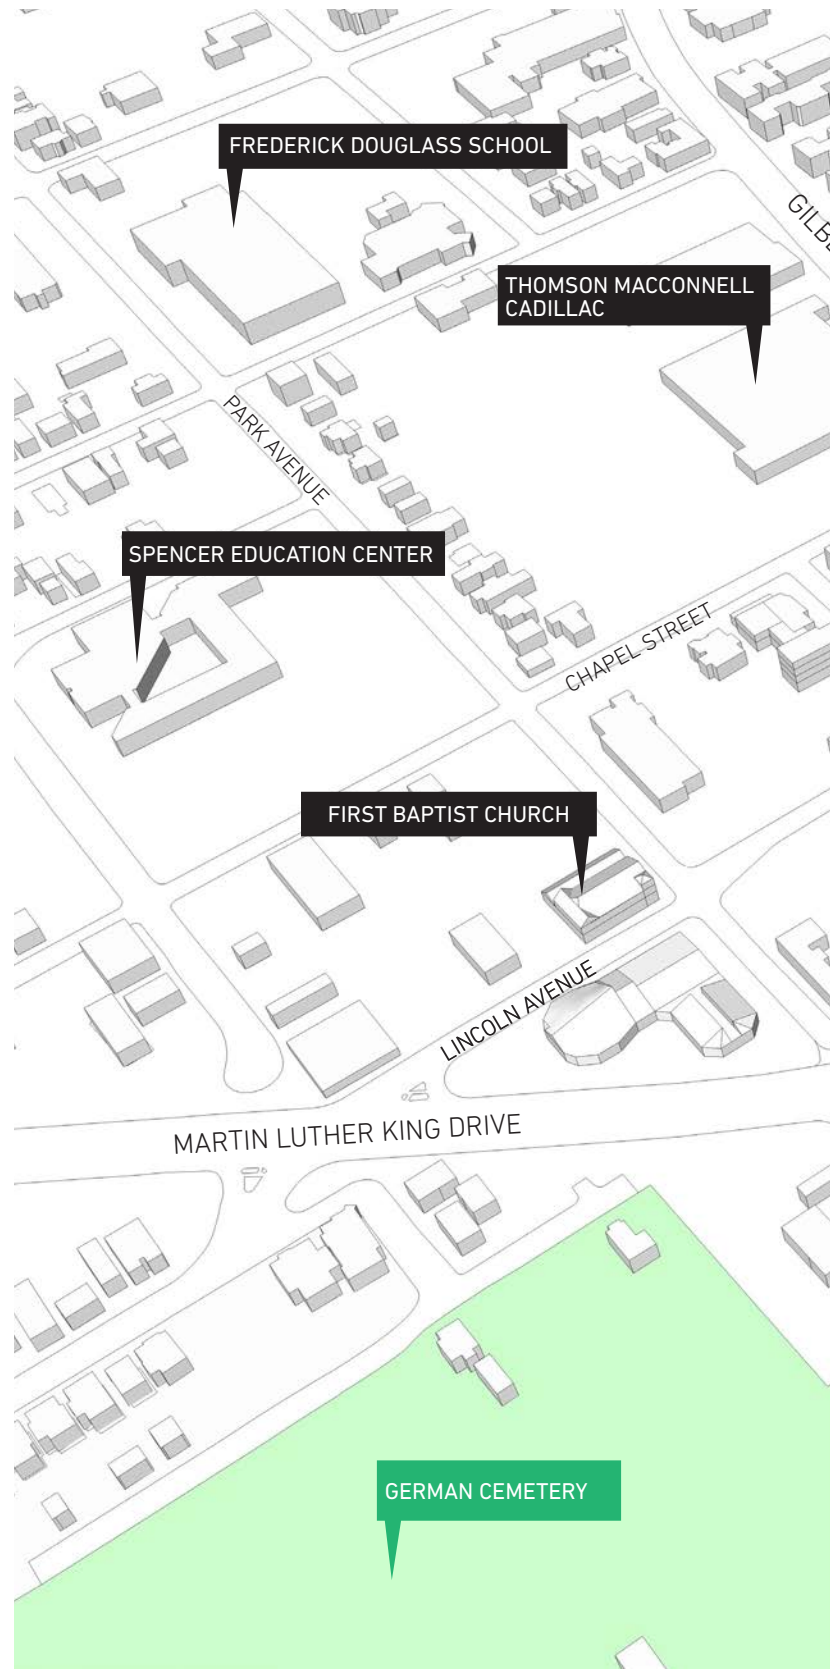 FREDERICK DOUGLASS SCHOOL
GILBE
THOMSON MACCONNELL
CADILLAC
PARK AVENUE
SPENCER EDUCATION CENTER
CHAPEL STREET
FIRST BAPTIST CHURCH
LINCOLN AVENUE
MARTIN LUTHER KING DRIVE
GERMAN CEMETERY